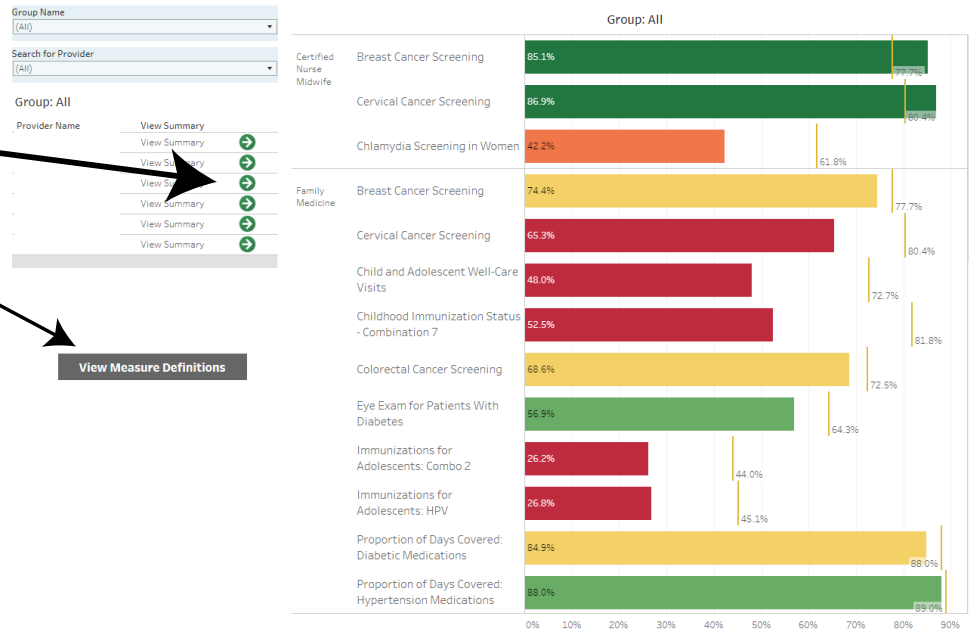 Group Name
(All)
Search for Provider
(All)
Group: All
Provider Name View Summary
View Summary
View Summary
View Su
View Summary
View Summary
View Summary
View Measure Definitions
Group: All
Certified
Nurse
Midwife
Breast Cancer Screening 85.1% 77.7%
Cervical Cancer Screening 86.9% 80.4%
Chlamydia Screening in Women 42.2% 61.8%
Family
Medicine
Breast Cancer Screening 74.4% 77.7%
Cervical Cancer Screening 65.3% 80.4%
Child and Adolescent Well-Care
Visits 48.0% 72.7%
Childhood Immunization Status
- Combination 7 52.5% 81.8%
Colorectal Cancer Screening 68.6% 72.5%
Eye Exam for Patients With
Diabetes 56.9% 64.3%
Immunizations for
Adolescents: Combo 2 26.2% 44.0%
Immunizations for
Adolescents: HPV 26.8% 45.1%
Proportion of Days Covered:
Diabetic Medications 84.9% 88.0%
Proportion of Days Covered:
Hypertension Medications 88.0% 89.0%
0% 10% 20% 30% 40% 50% 60% 70% 80% 90%